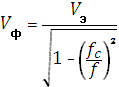 V_ф = V_э / √(1 − (f_c / f)²)